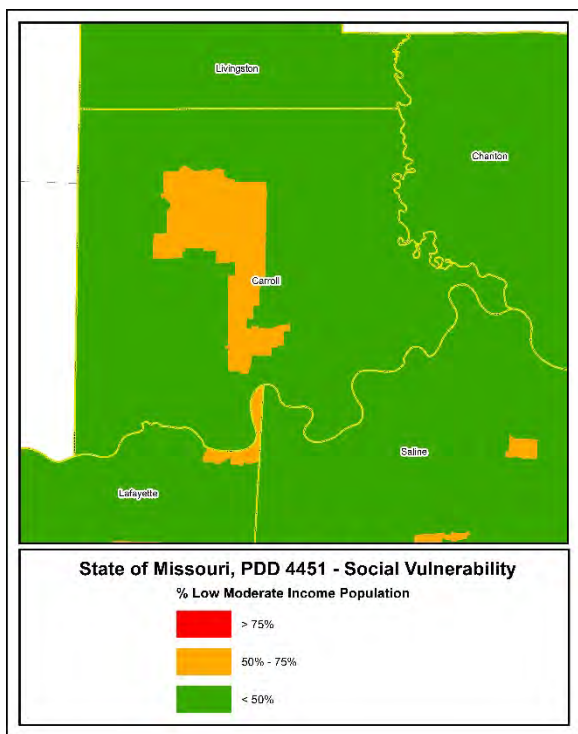 Livingston
Chariton
Carroll
Saline
Lafayette
State of Missouri, PDD 4451 - Social Vulnerability
% Low Moderate Income Population
> 75%
50% - 75%
< 50%